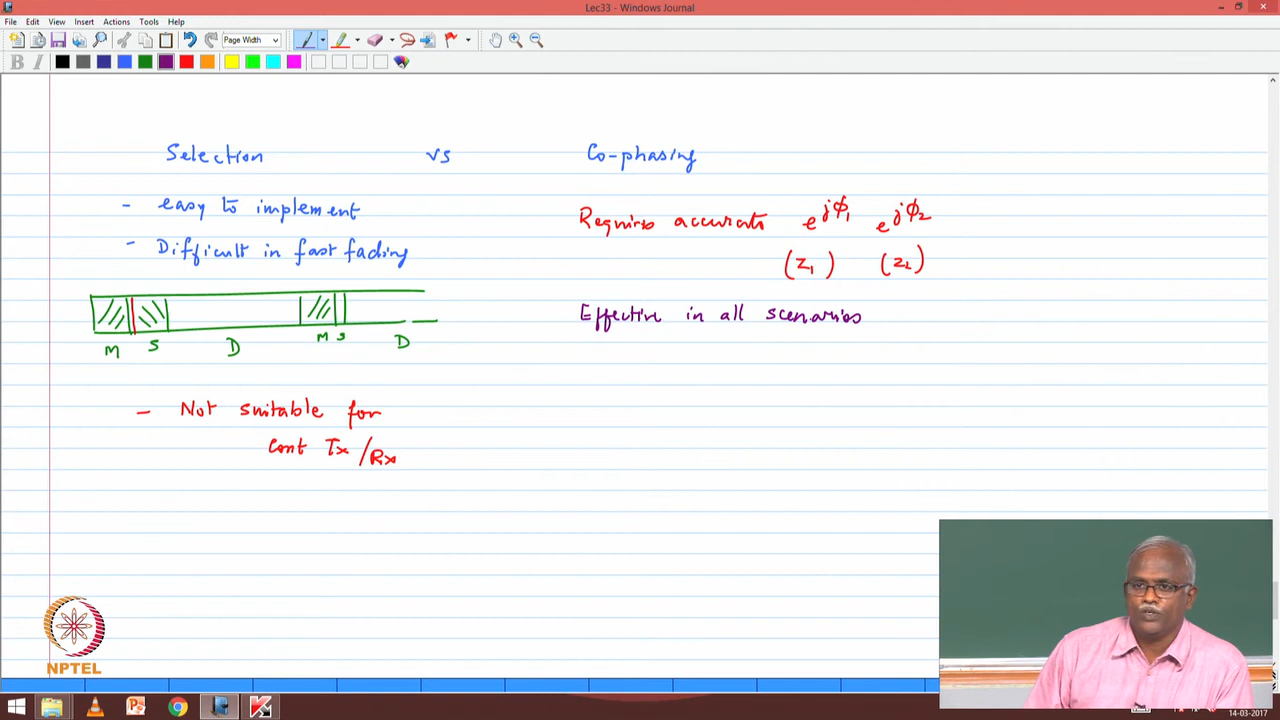 Lec33 - Windows Journal
File Edit View Insert Actions Tools Help
Page Width
B I
Selection vs Co-phasing
- easy to implement
- Difficult in fast fading
M S D M S D
- Not suitable for
Cont Tx/Rx
Requires accurate e^jφ1 e^jφ2
(Z1) (Z2)
Effective in all scenarios
NPTEL
14-03-2017